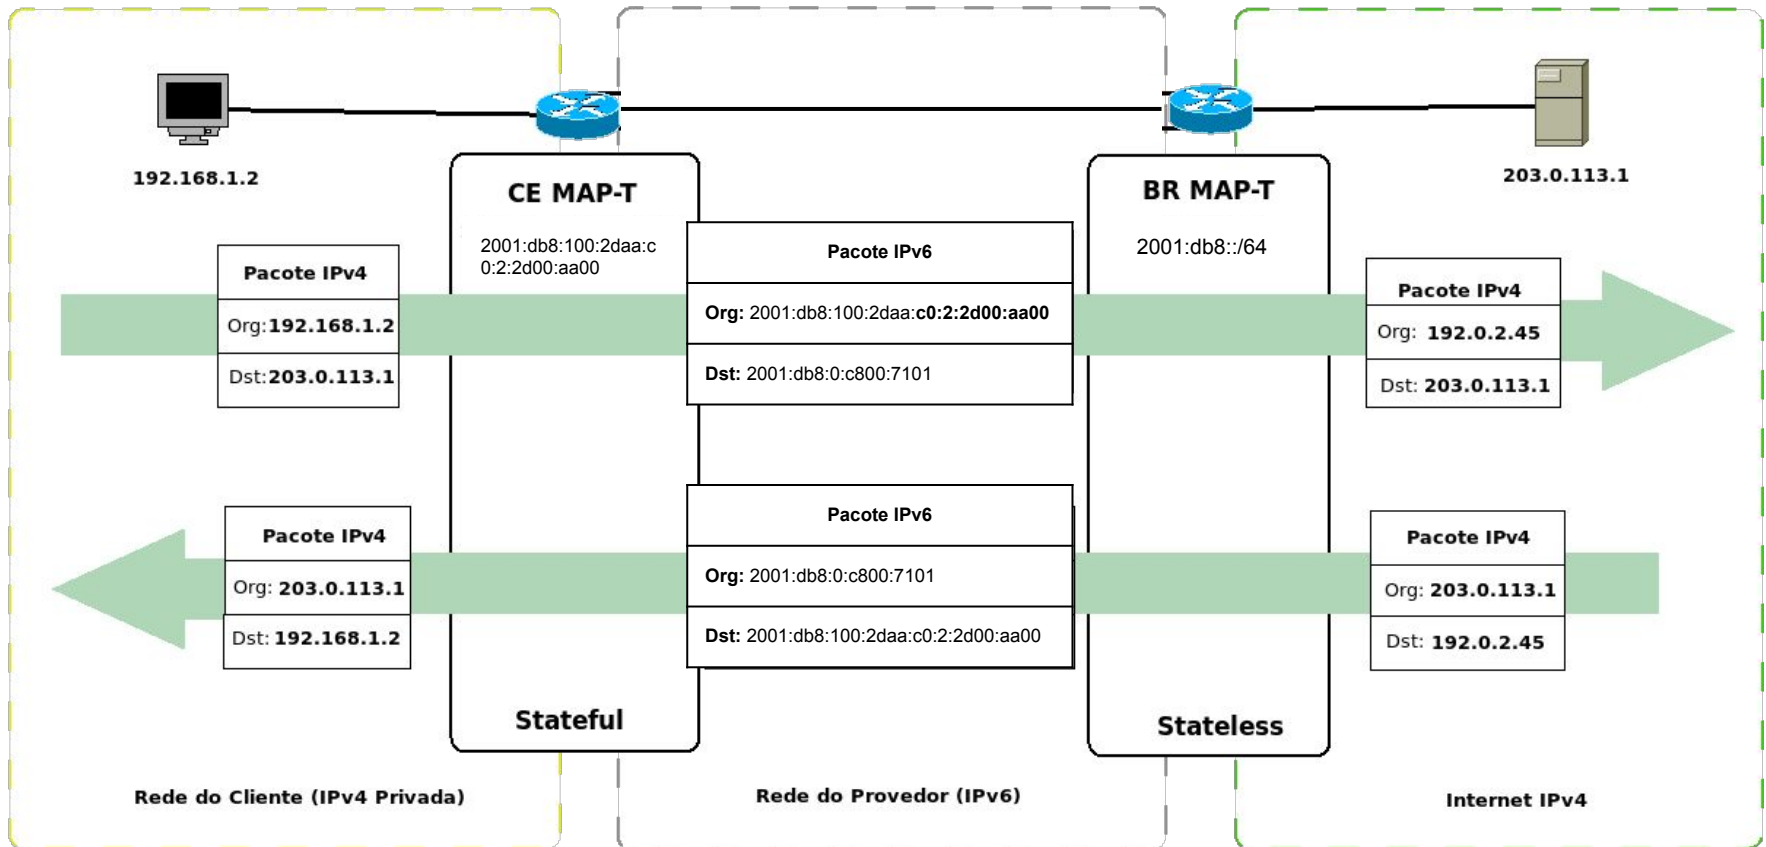 192.168.1.2
203.0.113.1
CE MAP-T
2001:db8:100:2daa:c
0:2:2d00:aa00
BR MAP-T
2001:db8::/64
Pacote IPv4
Org:192.168.1.2
Dst:203.0.113.1
Pacote IPv6
Org: 2001:db8:100:2daa:c0:2:2d00:aa00
Dst: 2001:db8:0:c800:7101
Pacote IPv4
Org: 192.0.2.45
Dst: 203.0.113.1
Pacote IPv4
Org: 203.0.113.1
Dst: 192.168.1.2
Pacote IPv6
Org: 2001:db8:0:c800:7101
Dst: 2001:db8:100:2daa:c0:2:2d00:aa00
Pacote IPv4
Org: 203.0.113.1
Dst: 192.0.2.45
Stateful
Stateless
Rede do Cliente (IPv4 Privada)
Rede do Provedor (IPv6)
Internet IPv4